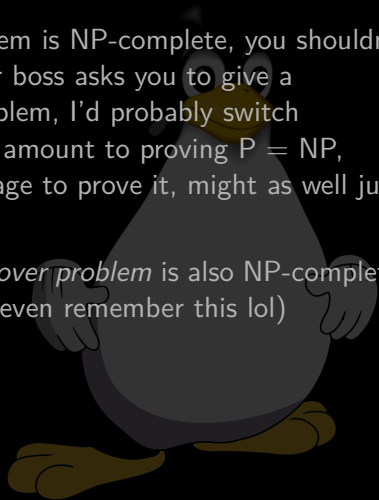 em is NP-complete, you shouldn
r boss asks you to give a
oblem, I'd probably switch
amount to proving P = NP,
age to prove it, might as well ju
over problem is also NP-complet
even remember this lol)